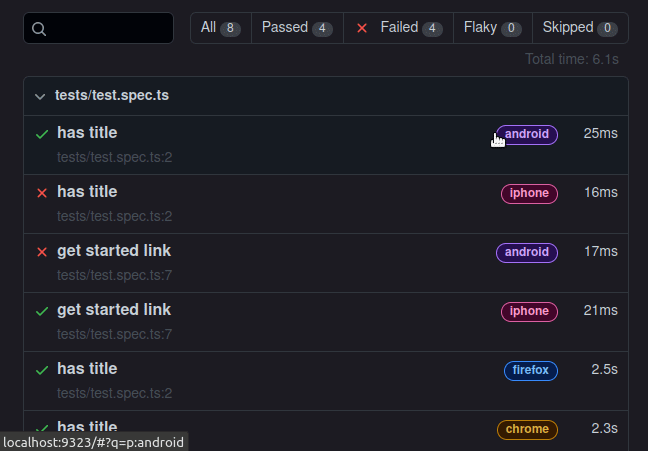 All 8 Passed 4 Failed 4 Flaky 0 Skipped 0
Total time: 6.1s
tests/test.spec.ts
has title android 25ms
tests/test.spec.ts:2
has title iphone 16ms
tests/test.spec.ts:2
get started link android 17ms
tests/test.spec.ts:7
get started link iphone 21ms
tests/test.spec.ts:7
has title firefox 2.5s
tests/test.spec.ts:2
has title chrome 2.3s
localhost:9323/#?q=p:android